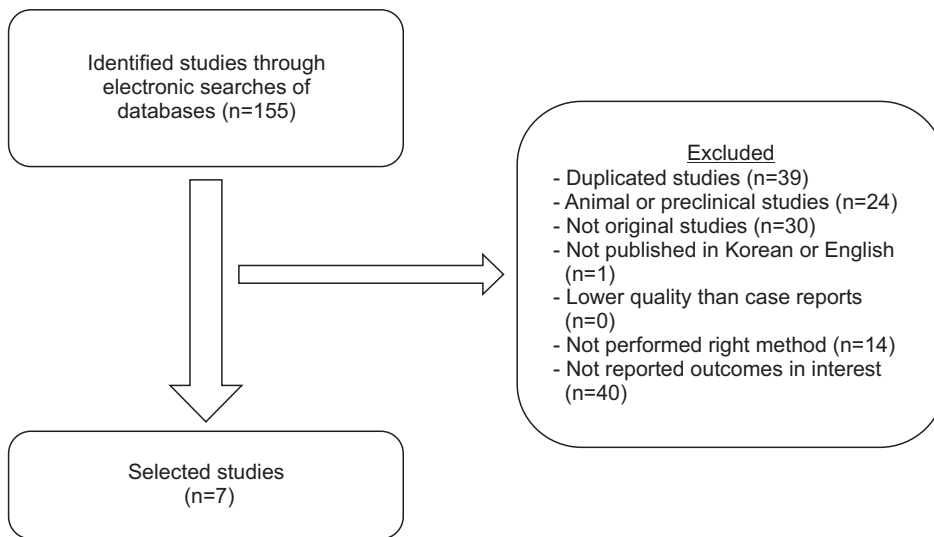 Identified studies through
electronic searches of
databases (n=155)
Excluded
- Duplicated studies (n=39)
- Animal or preclinical studies (n=24)
- Not original studies (n=30)
- Not published in Korean or English
(n=1)
- Lower quality than case reports
(n=0)
- Not performed right method (n=14)
- Not reported outcomes in interest
(n=40)
Selected studies
(n=7)